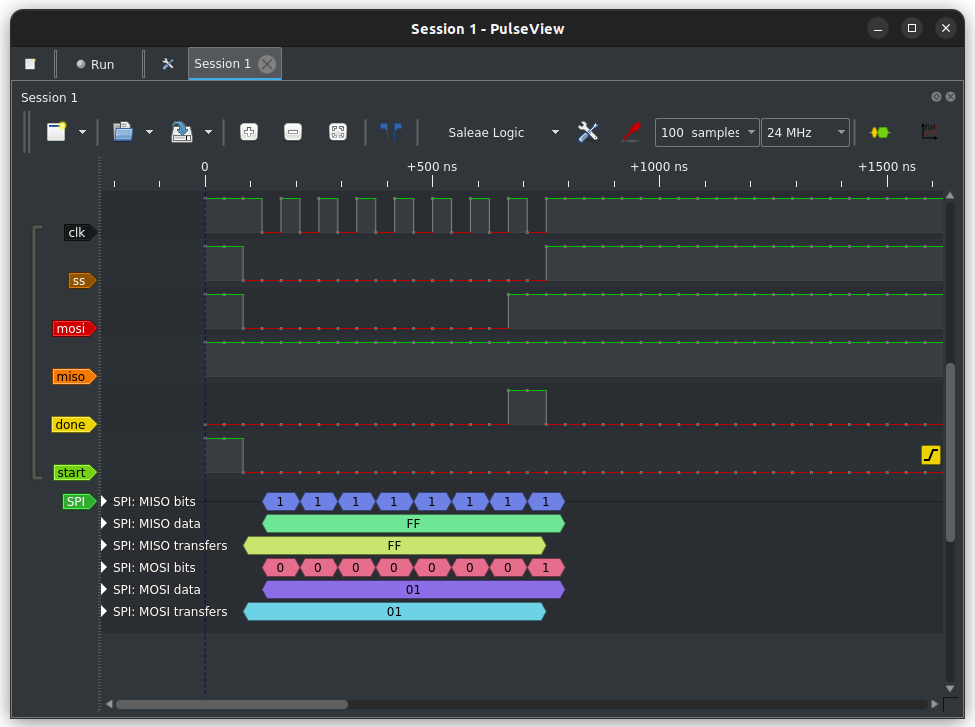 Session 1 - PulseView
Run
Session 1
Session 1
Saleae Logic
100 samples
24 MHz
0 +500 ns +1000 ns +1500 ns
clk
ss
mosi
miso
done
start
SPI SPI: MISO bits 1 1 1 1 1 1 1 1
SPI: MISO data FF
SPI: MISO transfers FF
SPI: MOSI bits 0 0 0 0 0 0 0 1
SPI: MOSI data 01
SPI: MOSI transfers 01